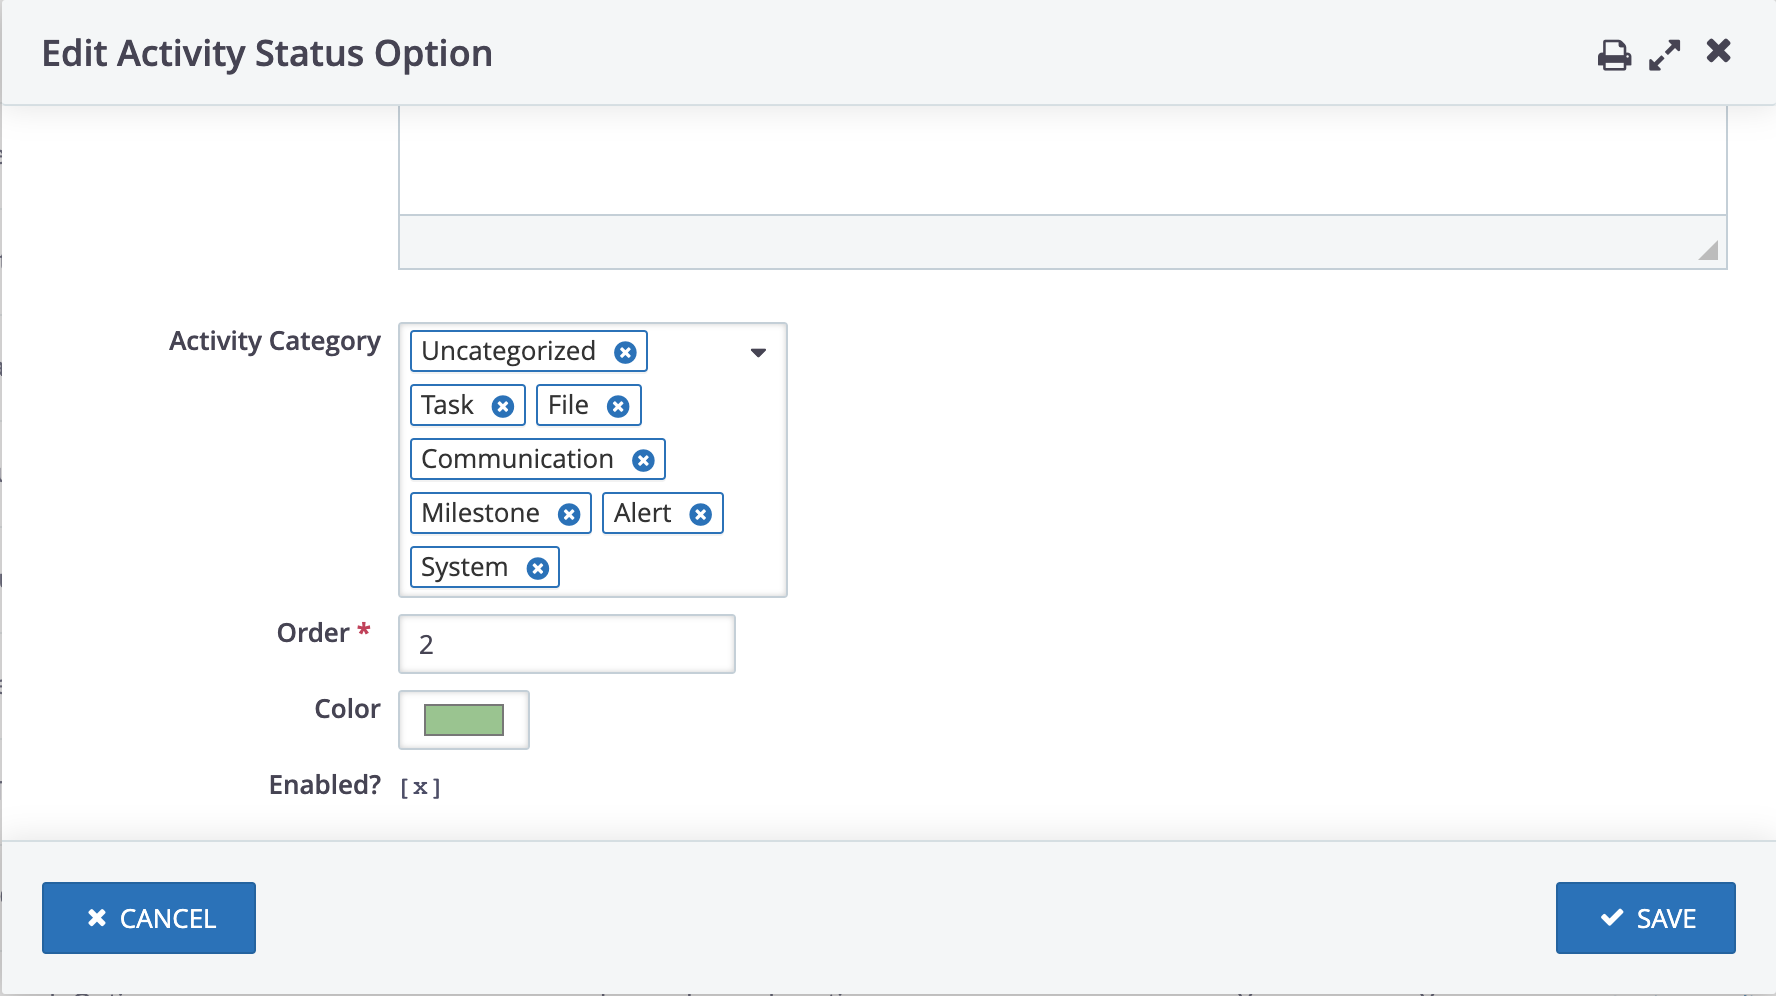 Edit Activity Status Option
Activity Category
Uncategorized
Task File
Communication
Milestone Alert
System
Order *
2
Color
Enabled? [x]
CANCEL SAVE